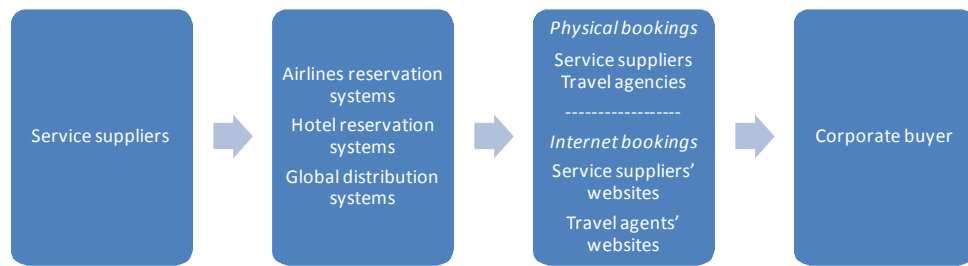 Service suppliers
Airlines reservation
systems
Hotel reservation
systems
Global distribution
systems
Physical bookings
Service suppliers
Travel agencies
-------------------
Internet bookings
Service suppliers’
websites
Travel agents’
websites
Corporate buyer